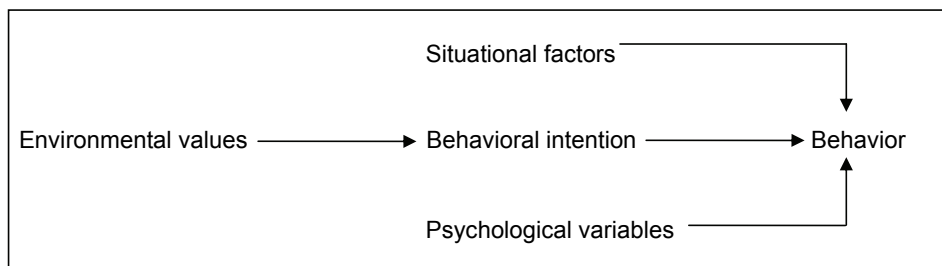 Situational factors
Environmental values Behavioral intention Behavior
Psychological variables